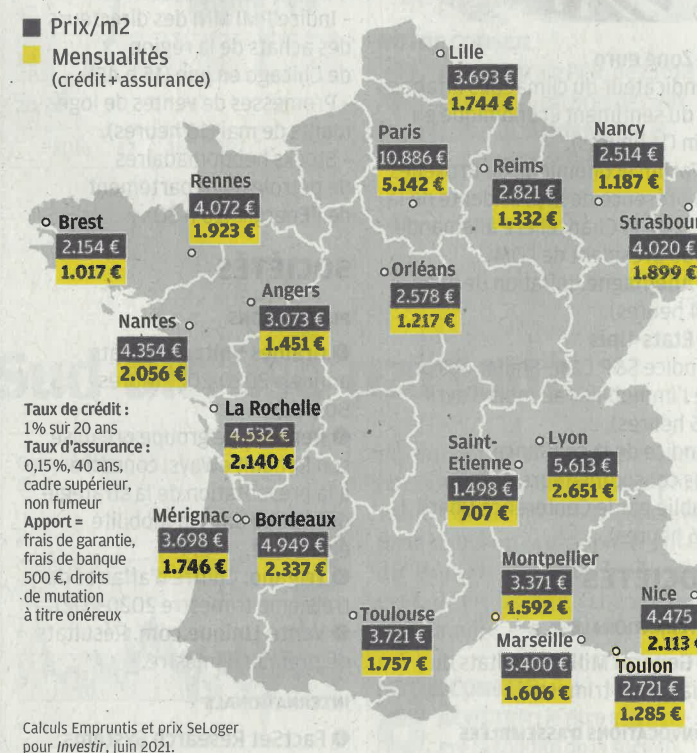 Prix/m2
Mensualités
(crédit+assurance)
Lille
3.693 €
1.744 €
Paris
10.886 €
5.142 €
Nancy
2.514 €
1.187 €
Reims
2.821 €
1.332 €
Rennes
4.072 €
1.923 €
Brest
2.154 €
1.017 €
Strasbour
4.020 €
1.899 €
Orléans
2.578 €
1.217 €
Angers
3.073 €
1.451 €
Nantes
4.354 €
2.056 €
La Rochelle
4.532 €
2.140 €
Taux de crédit :
1% sur 20 ans
Taux d'assurance :
0,15%, 40 ans,
cadre supérieur,
non fumeur
Apport =
frais de garantie,
frais de banque
500 €, droits
de mutation
à titre onéreux
Saint-
Etienne
1.498 €
707 €
Lyon
5.613 €
2.651 €
Mérignac
3.698 €
1.746 €
Bordeaux
4.949 €
2.337 €
Montpellier
3.371 €
1.592 €
Nice
4.475
2.113 €
Toulouse
3.721 €
1.757 €
Marseille
3.400 €
1.606 €
Toulon
2.721 €
1.285 €
Calculs Empruntis et prix SeLoger
pour Investir, juin 2021.